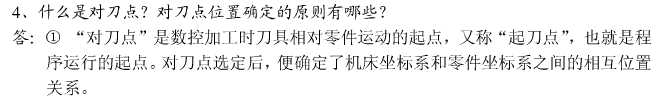 4、什么是对刀点？对刀点位置确定的原则有哪些？
答：① “对刀点”是数控加工时刀具相对零件运动的起点，又称“起刀点”，也就是程
序运行的起点。对刀点选定后，便确定了机床坐标系和零件坐标系之间的相互位置
关系。